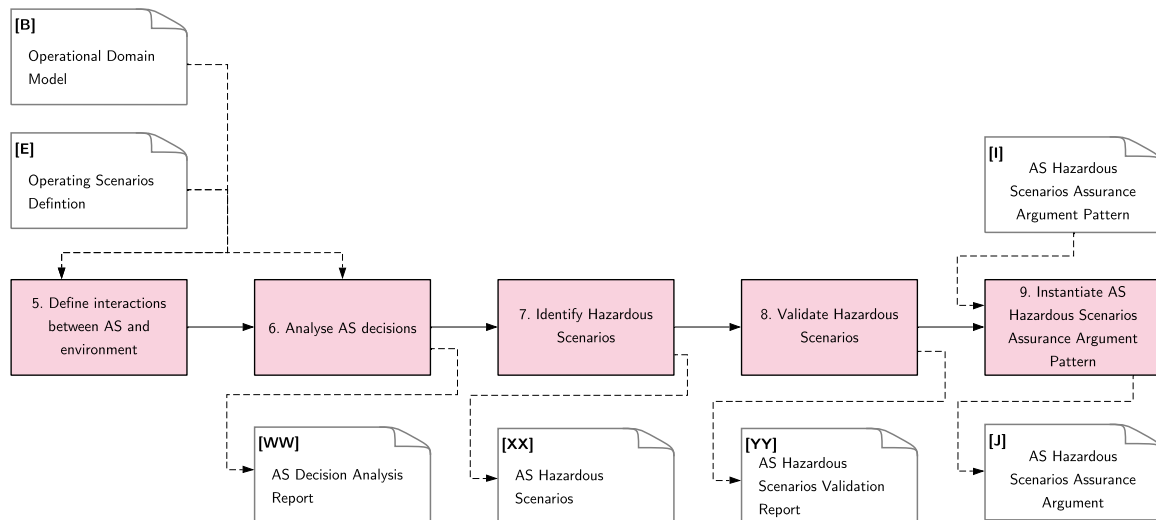 [B]
Operational Domain
Model
[E]
Operating Scenarios
Defintion
[I]
AS Hazardous
Scenarios Assurance
Argument Pattern
5. Define interactions
between AS and
environment
6. Analyse AS decisions
7. Identify Hazardous
Scenarios
8. Validate Hazardous
Scenarios
9. Instantiate AS
Hazardous Scenarios
Assurance Argument
Pattern
[WW]
AS Decision Analysis
Report
[XX]
AS Hazardous
Scenarios
[YY]
AS Hazardous
Scenarios Validation
Report
[J]
AS Hazardous
Scenarios Assurance
Argument